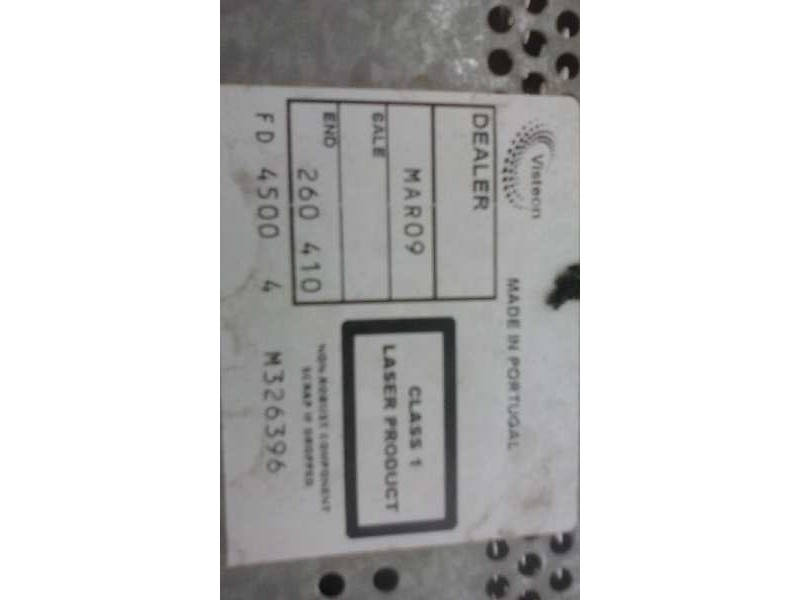 Visteon
MADE IN PORTUGAL
DEALER
MAR09
SALE
END 260 410
FD 4500 4 M326396
CLASS 1
LASER PRODUCT
NON-ROBUST COMPONENT
SCRAP IF DROPPED